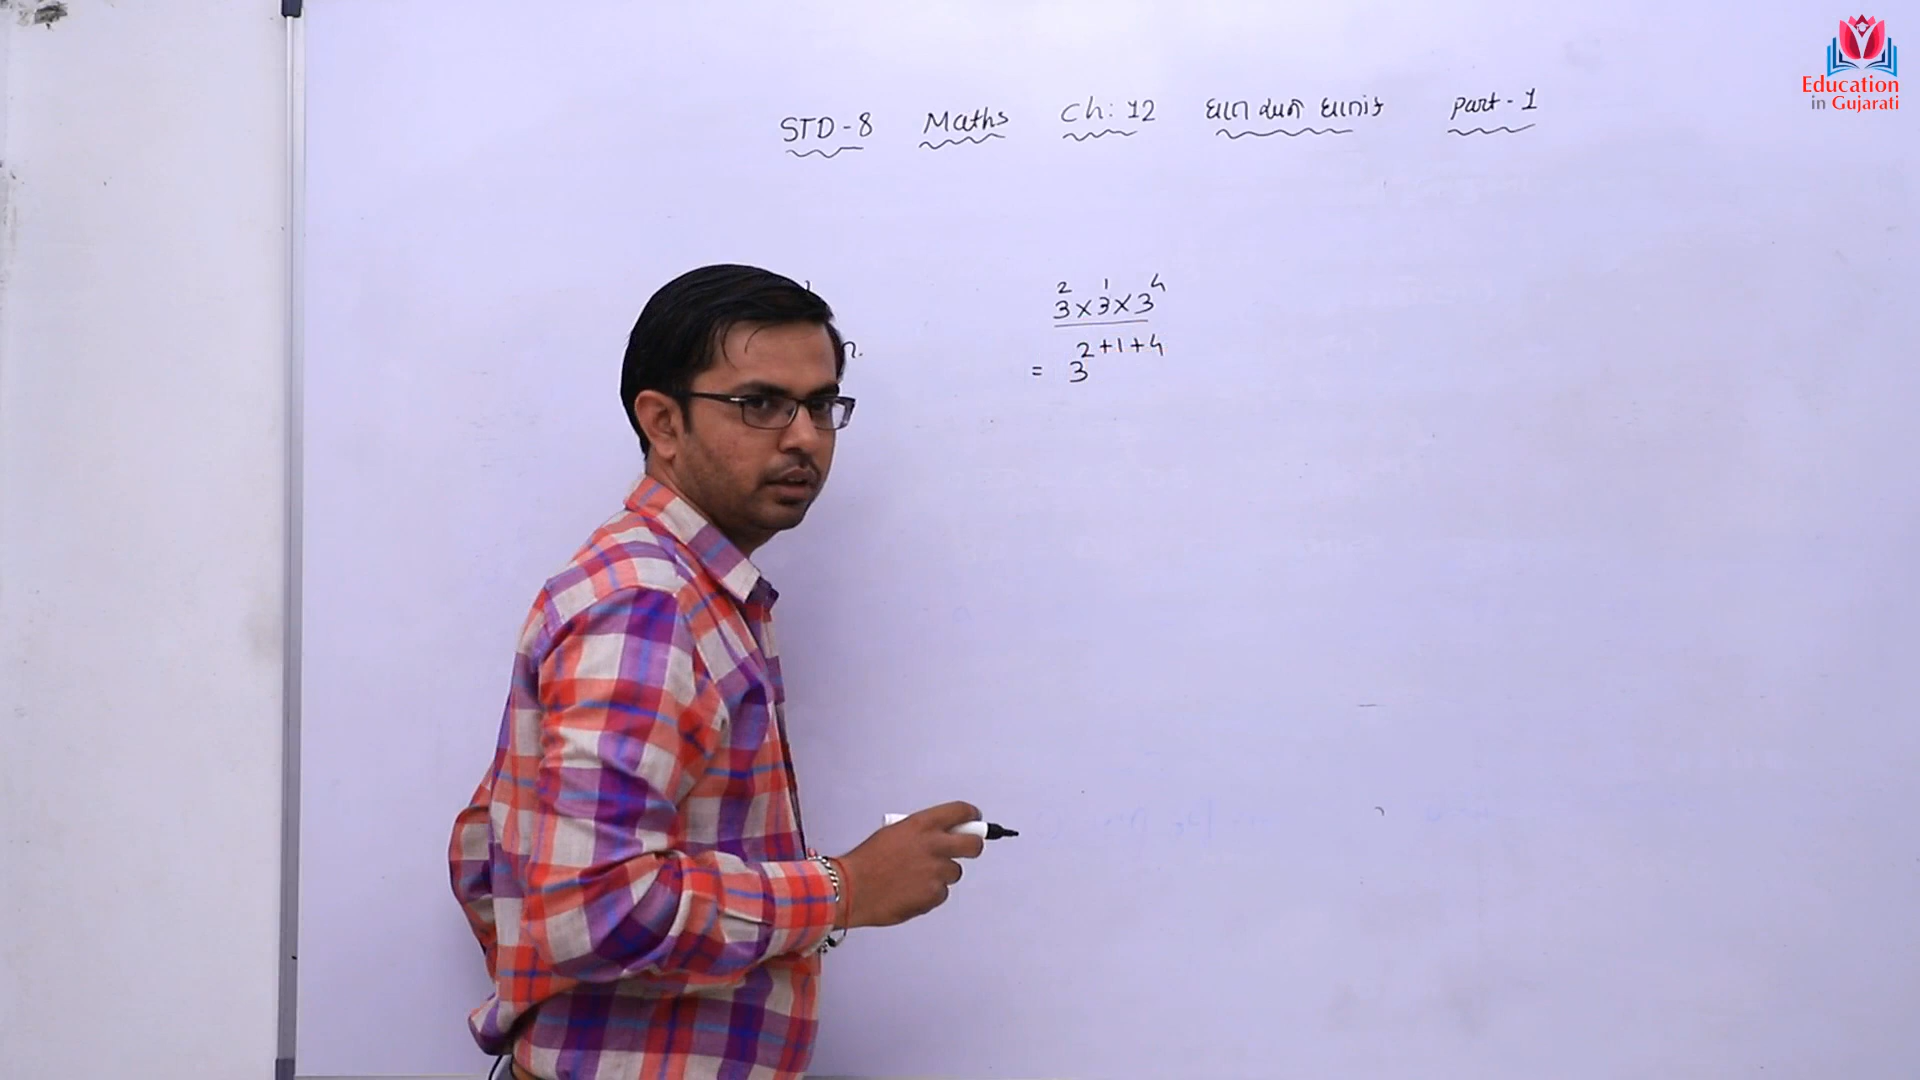 Education
in Gujarati
STD-8 Maths Ch: 12 ઘાત અને ઘાતાંક Part-1
3² × 3¹ × 3⁴
= 3²⁺¹⁺⁴
n.